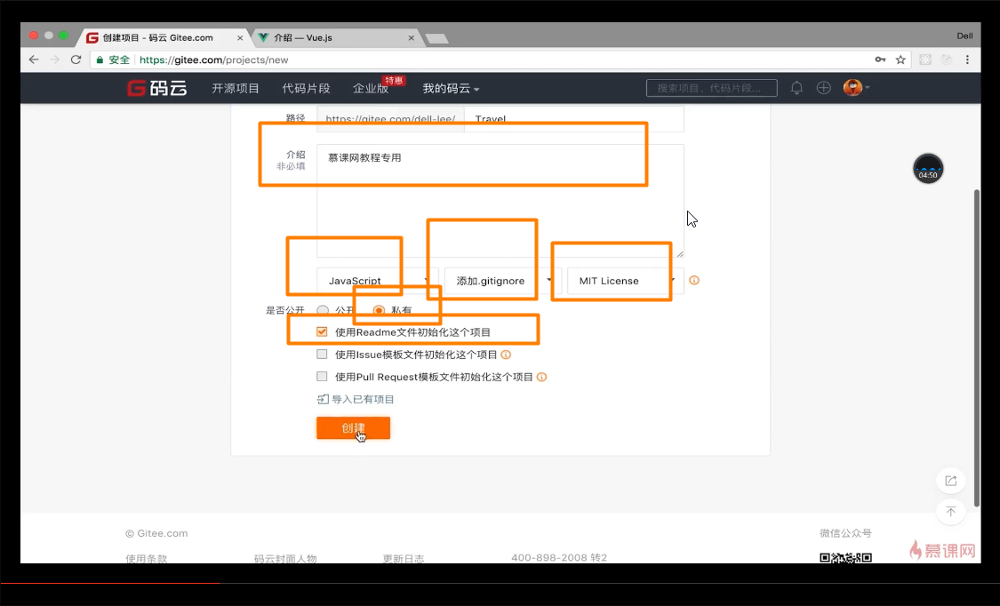 创建项目 - 码云 Gitee.com
介绍 — Vue.js
Dell
安全 https://gitee.com/projects/new
码云 开源项目 代码片段 企业版 特惠 我的码云 搜索项目、代码片段...
路径 https://gitee.com/dell-lee/ Travel
介绍 慕课网教程专用
非必填
04:50
JavaScript 添加.gitignore MIT License
是否公开 公开 私有
使用Readme文件初始化这个项目
使用Issue模板文件初始化这个项目
使用Pull Request模板文件初始化这个项目
导入已有项目
创建
© Gitee.com 微信公众号
使用条款 码云封面人物 更新日志 400-898-2008 转2
慕课网